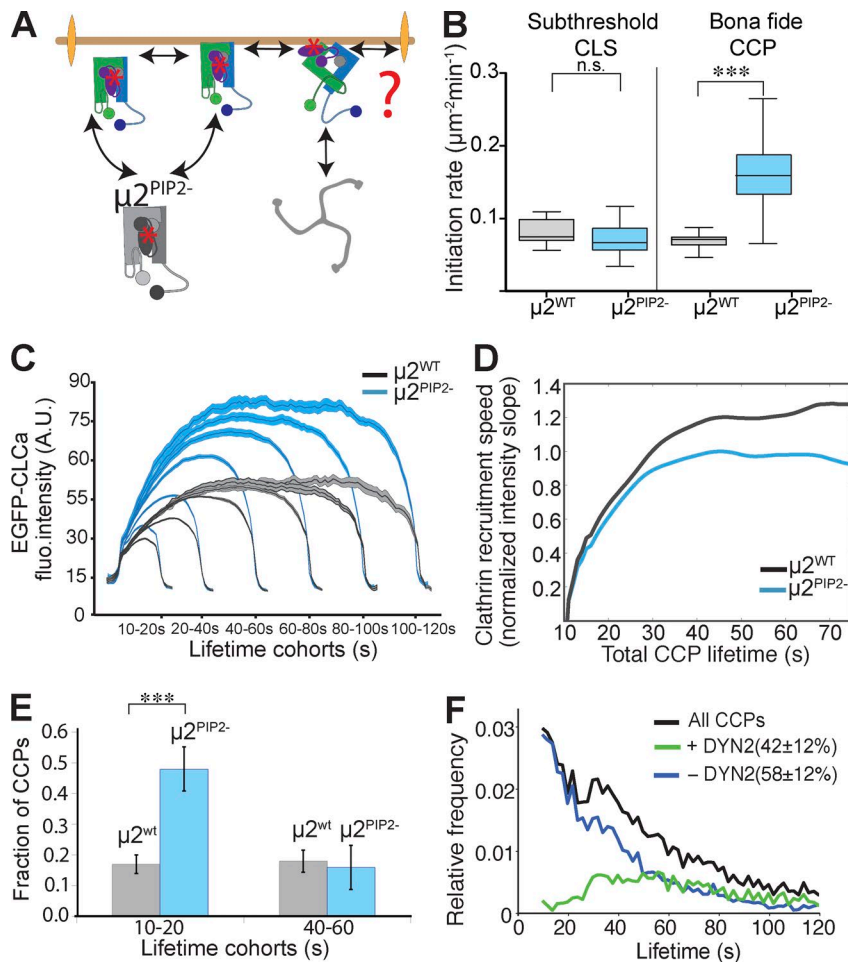 A
?
μ2PIP2-
B
Subthreshold CLS
Bona fide CCP
n.s.
***
Initiation rate (μm-2min-1)
0.3
0.2
0.1
0
μ2WT
μ2PIP2-
μ2WT
μ2PIP2-
C
μ2WT
μ2PIP2-
EGFP-CLCa
fluo.intensity (A.U.)
90
75
55
30
15
0
10-20s 20-40s 40-60s 60-80s 80-100s 100-120s
Lifetime cohorts (s)
D
Clathrin recruitment speed
(normalized intensity slope)
1.4
1.2
1.0
0.8
0.6
0.4
0.2
μ2WT
μ2PIP2-
10 20 30 40 50 60 70
Total CCP lifetime (s)
E
***
Fraction of CCPs
0.6
0.5
0.4
0.3
0.2
0.1
0.0
μ2wt
μ2PIP2-
μ2wt
μ2PIP2-
10-20
40-60
Lifetime cohorts (s)
F
All CCPs
+ DYN2(42±12%)
– DYN2(58±12%)
Relative frequency
0.03
0.02
0.01
0
0 20 40 60 80 100 120
Lifetime (s)